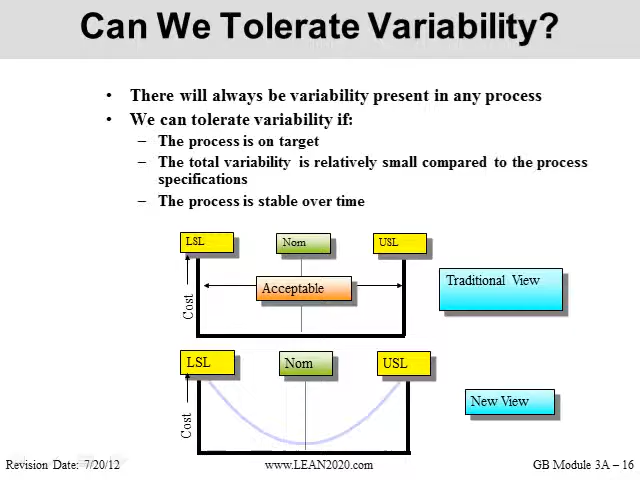 Can We Tolerate Variability?
• There will always be variability present in any process
• We can tolerate variability if:
– The process is on target
– The total variability is relatively small compared to the process
specifications
– The process is stable over time
LSL Nom USL
Acceptable
Traditional View
Cost
LSL Nom USL
New View
Cost
Revision Date: 7/20/12 www.LEAN2020.com GB Module 3A – 16